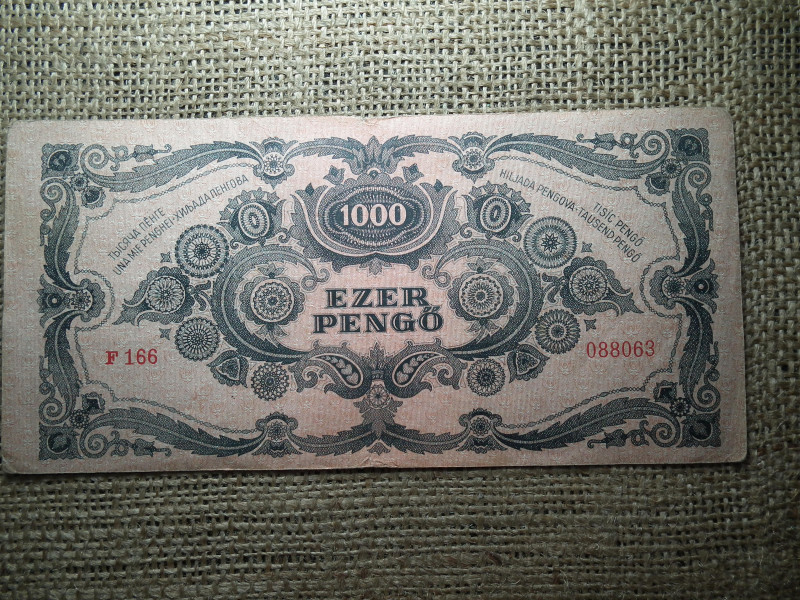 ТЫСЯЧА ПЕНГЕ
UNA MIE PENGHEI·ХИЉАДА ПЕНГОВА
1000
TISÍC PENGŐ
HILJADA PENGOVA·TAUSEND PENGŐ
EZER
PENGŐ
F 166
088063